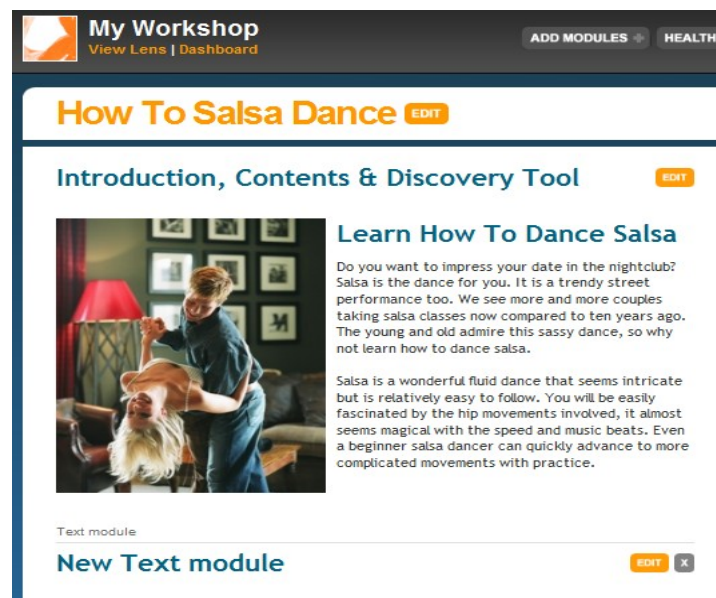 My Workshop
View Lens | Dashboard
ADD MODULES +
HEALTH
How To Salsa Dance EDIT
Introduction, Contents & Discovery Tool EDIT
Learn How To Dance Salsa
Do you want to impress your date in the nightclub?
Salsa is the dance for you. It is a trendy street
performance too. We see more and more couples
taking salsa classes now compared to ten years ago.
The young and old admire this sassy dance, so why
not learn how to dance salsa.
Salsa is a wonderful fluid dance that seems intricate
but is relatively easy to follow. You will be easily
fascinated by the hip movements involved, it almost
seems magical with the speed and music beats. Even
a beginner salsa dancer can quickly advance to more
complicated movements with practice.
Text module
New Text module EDIT X